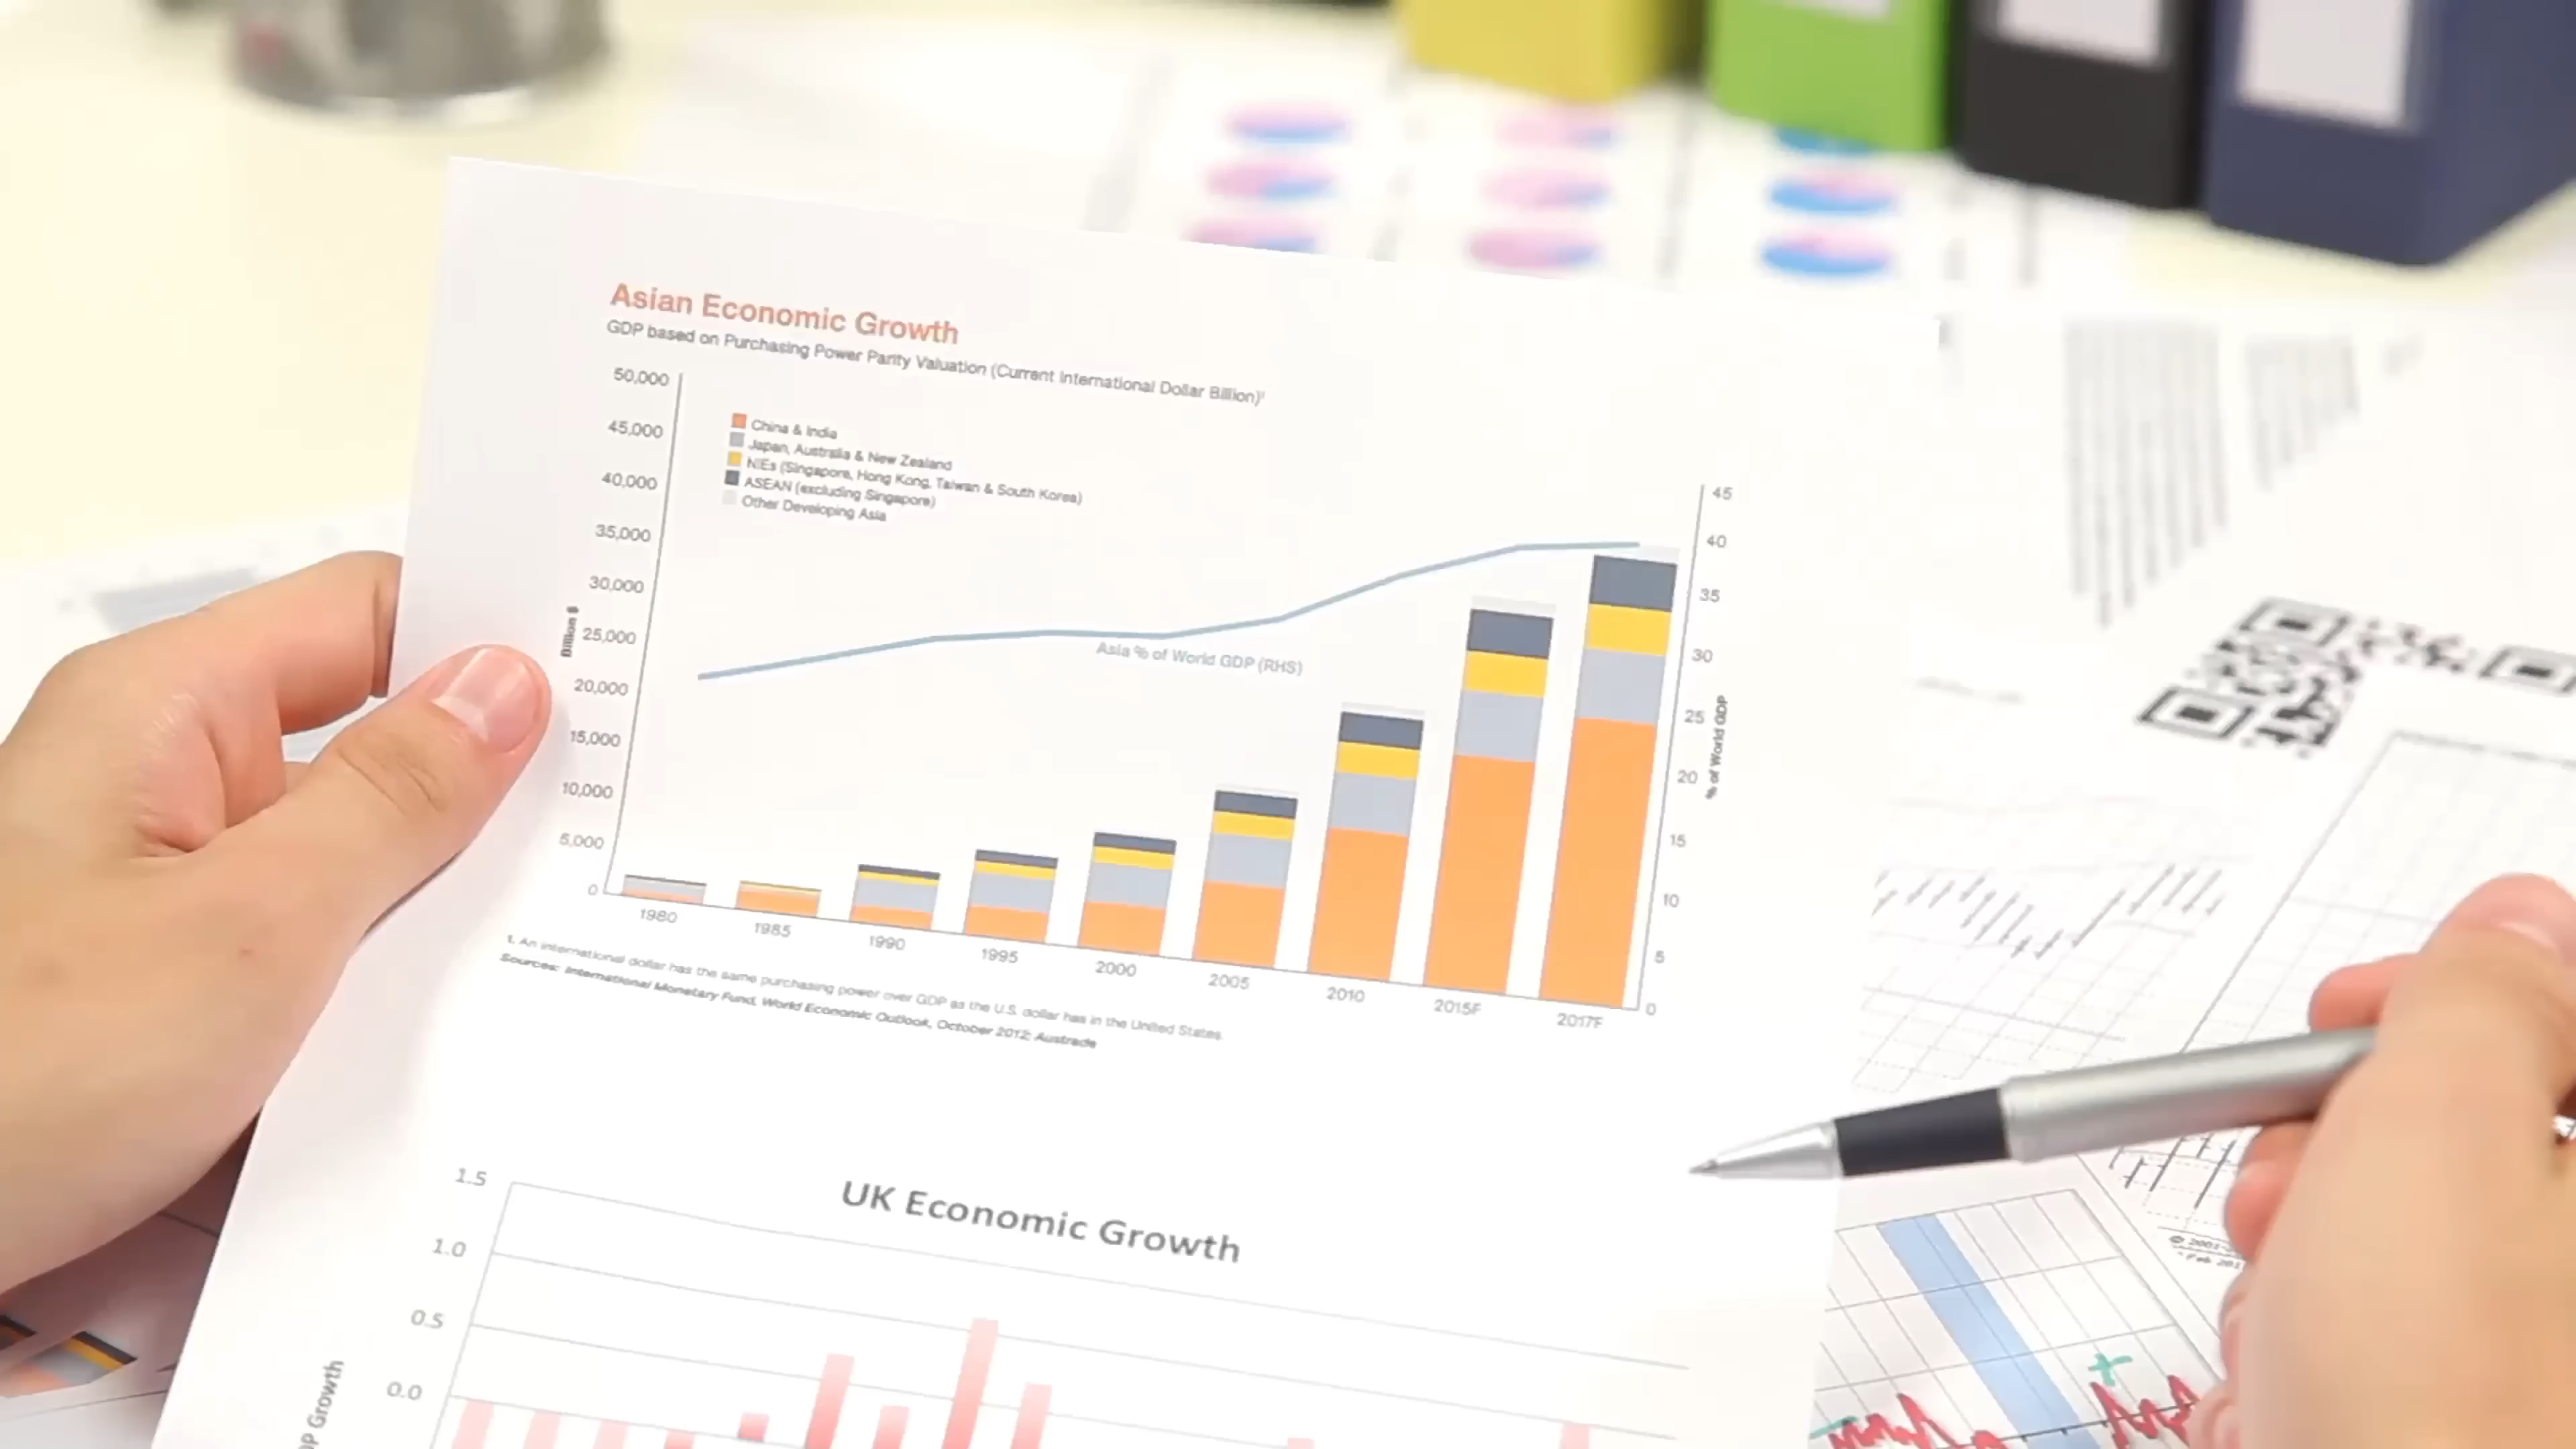 Asian Economic Growth
GDP based on Purchasing Power Parity Valuation (Current International Dollar Billion)¹
50,000
45,000
40,000
35,000
30,000
25,000
20,000
15,000
10,000
5,000
0
Billion $
China & India
Japan, Australia & New Zealand
NIEs (Singapore, Hong Kong, Taiwan & South Korea)
ASEAN (excluding Singapore)
Other Developing Asia
Asia % of World GDP (RHS)
45
40
35
30
25
20
15
10
5
0
% of World GDP
1980
1985
1990
1995
2000
2005
2010
2015F
2017F
1. An international dollar has the same purchasing power over GDP as the U.S. dollar has in the United States.
Sources: International Monetary Fund, World Economic Outlook, October 2012; Austrade
UK Economic Growth
1.5
1.0
0.5
0.0
Growth